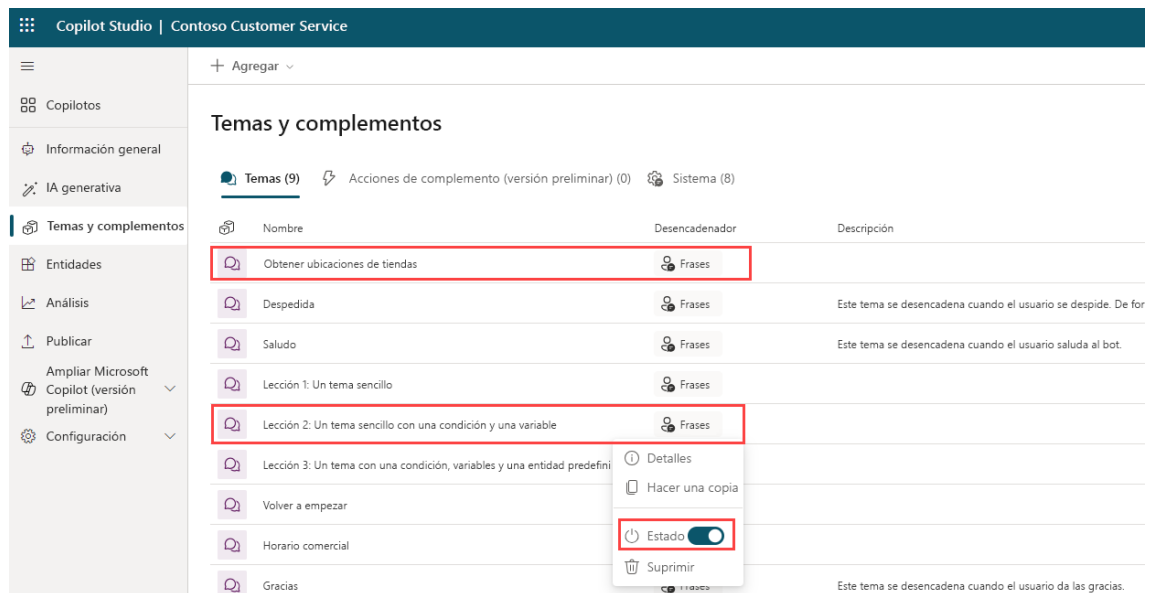 Copilot Studio | Contoso Customer Service
+ Agregar
Copilotos
Información general
IA generativa
Temas y complementos
Entidades
Análisis
Publicar
Ampliar Microsoft
Copilot (versión
preliminar)
Configuración
Temas y complementos
Temas (9) Acciones de complemento (versión preliminar) (0) Sistema (8)
Nombre Desencadenador Descripción
Obtener ubicaciones de tiendas Frases
Despedida Frases Este tema se desencadena cuando el usuario se despide. De for
Saludo Frases Este tema se desencadena cuando el usuario saluda al bot.
Lección 1: Un tema sencillo Frases
Lección 2: Un tema sencillo con una condición y una variable Frases
Lección 3: Un tema con una condición, variables y una entidad predefini
Volver a empezar
Horario comercial
Gracias Frases Este tema se desencadena cuando el usuario da las gracias.
Detalles
Hacer una copia
Estado
Suprimir